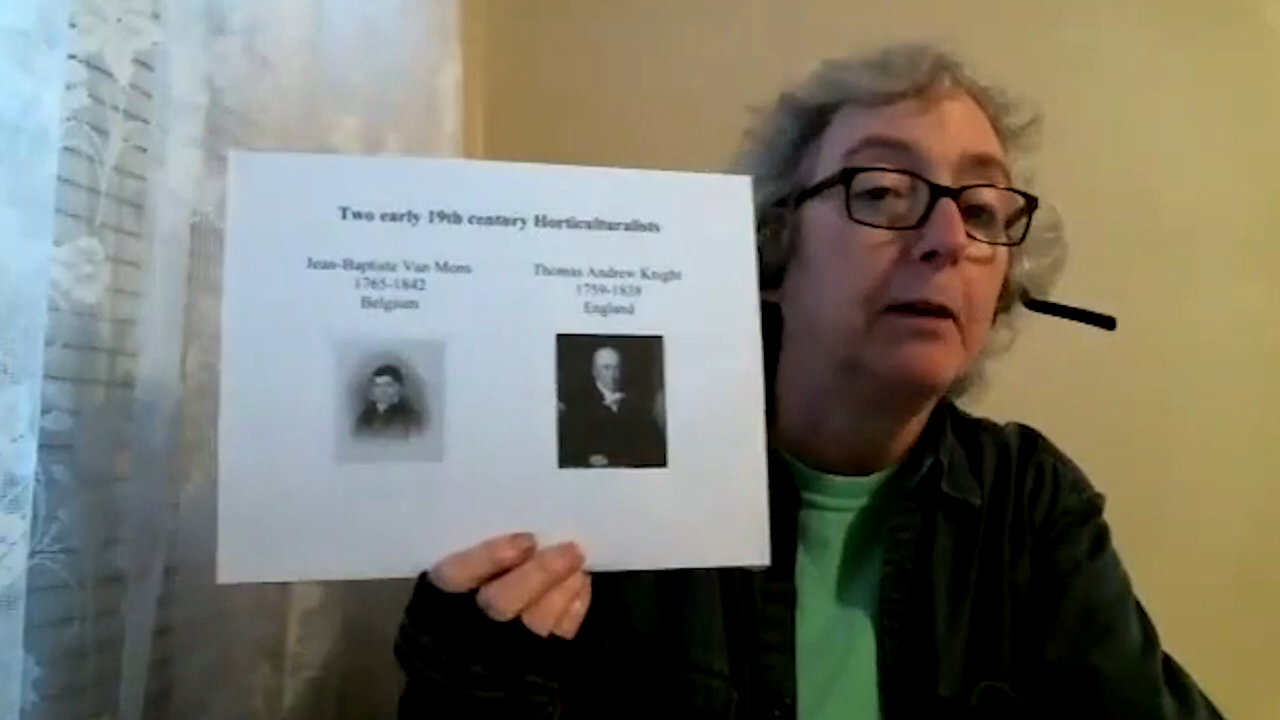 Two early 19th century Horticulturalists
Jean-Baptiste Van Mons
1765-1842
Belgium
Thomas Andrew Knight
1759-1838
England